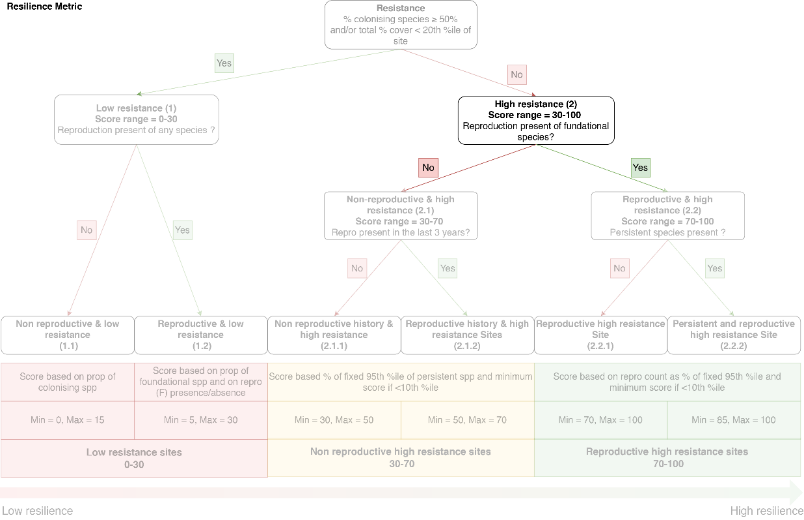 Resilience Metric
Resistance
% colonising species ≥ 50%
and/or total % cover < 20th %ile of
site
Yes
No
Low resistance (1)
Score range = 0-30
Reproduction present of any species ?
High resistance (2)
Score range = 30-100
Reproduction present of fundational
species?
No
Yes
Non-reproductive & high
resistance (2.1)
Score range = 30-70
Repro present in the last 3 years?
Reproductive & high
resistance (2.2)
Score range = 70-100
Persistent species present ?
No
Yes
No
Yes
No
Yes
Non reproductive & low
resistance
(1.1)
Reproductive & low
resistance
(1.2)
Non reproductive history &
high resistance
(2.1.1)
Reproductive history & high
resistance Sites
(2.1.2)
Reproductive high resistance
Site
(2.2.1)
Persistent and reproductive
high resistance Site
(2.2.2)
Score based on prop of
colonising spp
Score based on prop of
foundational spp and on repro
(F) presence/absence
Score based % of fixed 95th %ile of persistent spp and minimum
score if <10th %ile
Score based on repro count as % of fixed 95th %ile and
minimum score if <10th %ile
Min = 0, Max = 15
Min = 5, Max = 30
Min = 30, Max = 50
Min = 50, Max = 70
Min = 70, Max = 100
Min = 85, Max = 100
Low resistance sites
0-30
Non reproductive high resistance sites
30-70
Reproductive high resistance sites
70-100
Low resilience
High resilience